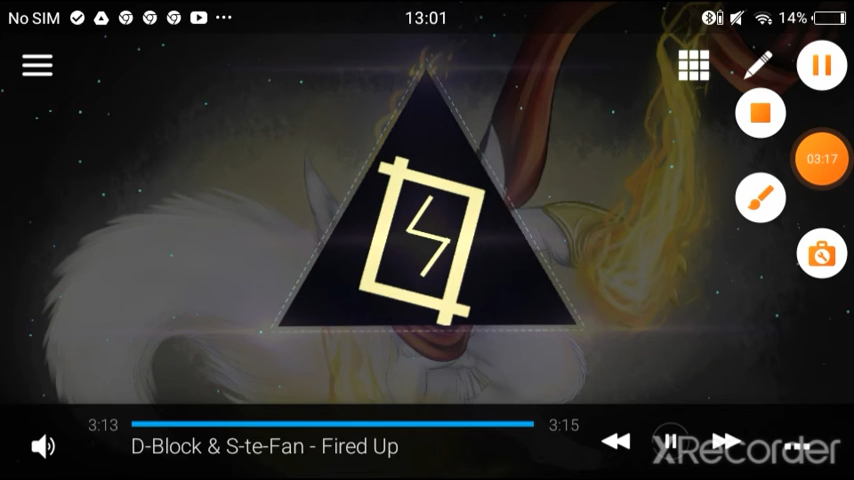 No SIM 13:01 14%
03:17
3:13 3:15
D-Block & S-te-Fan - Fired Up
XRecorder